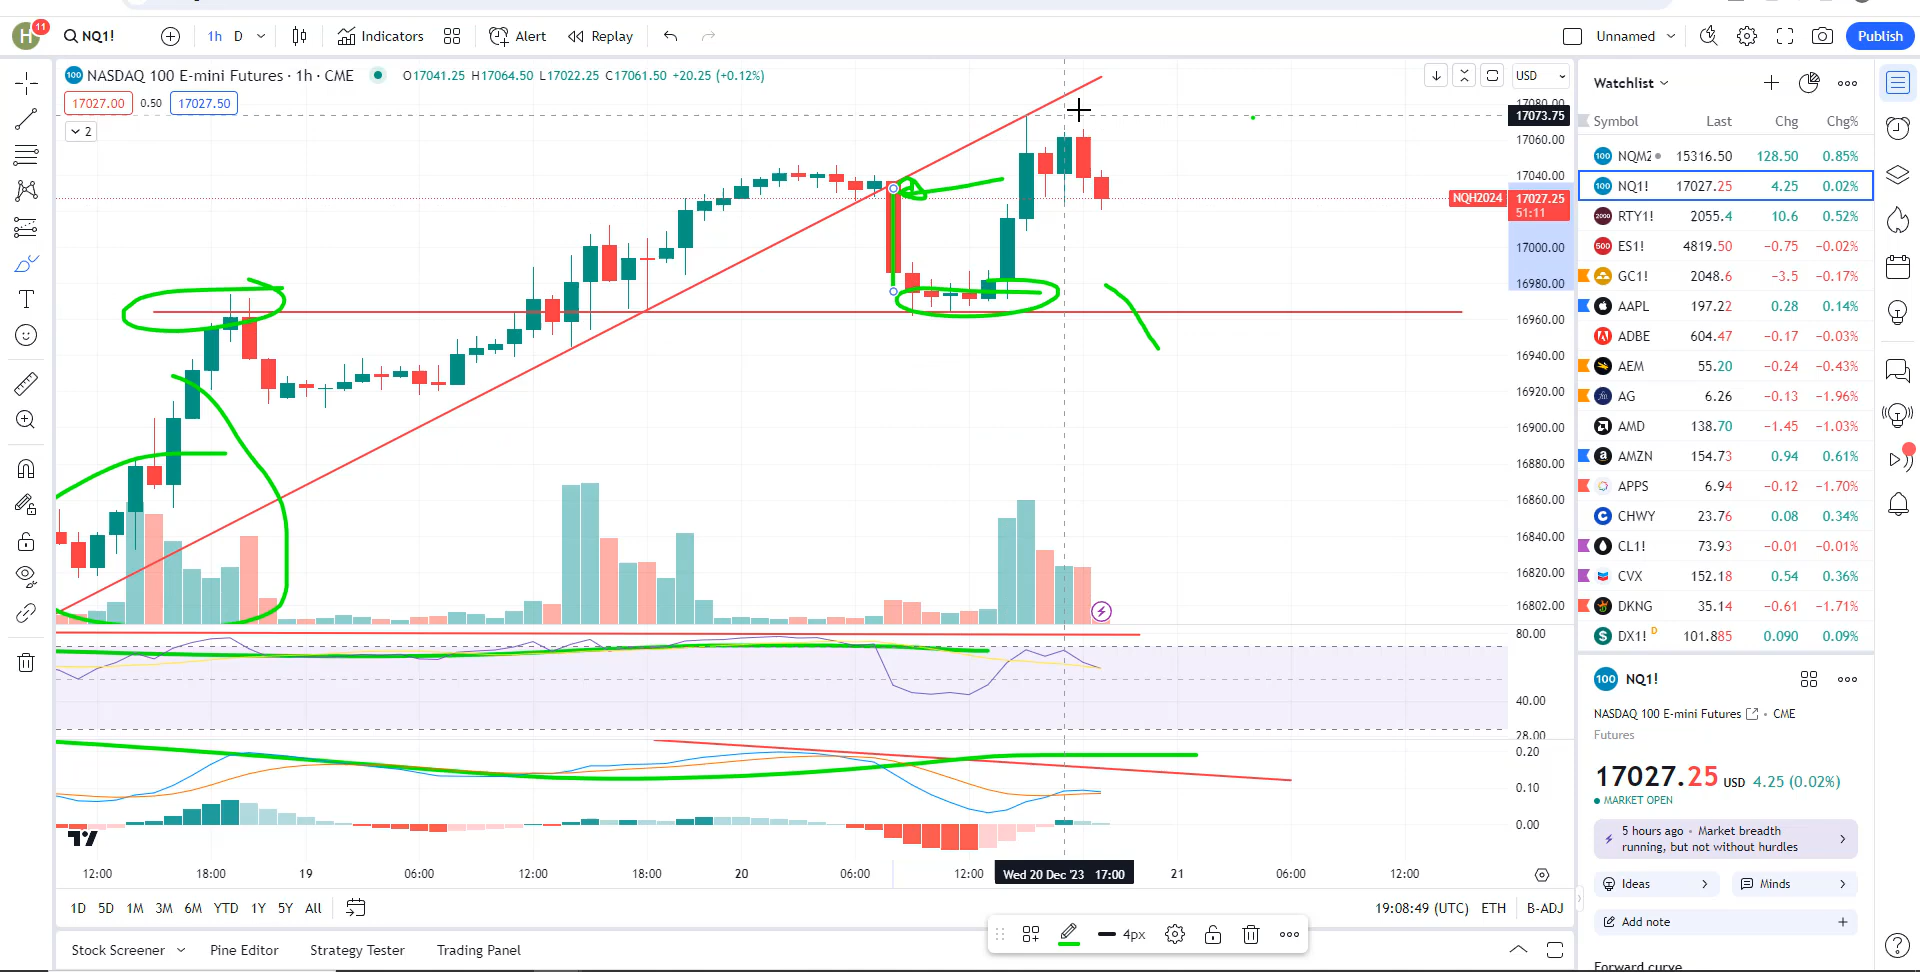 H 11 NQ1! 1h D Indicators Alert Replay Unnamed Publish
100 NASDAQ 100 E-mini Futures · 1h · CME O17041.25 H17064.50 L17022.25 C17061.50 +20.25 (+0.12%)
17027.00 0.50 17027.50
2
USD
17080.00
17073.75
17060.00
17040.00
NQH2024 17027.25
51:11
17000.00
16980.00
16960.00
16940.00
16920.00
16900.00
16880.00
16860.00
16840.00
16820.00
16802.00
80.00
40.00
28.00
0.20
0.10
0.00
12:00 18:00 19 06:00 12:00 18:00 20 06:00 12:00 Wed 20 Dec '23 17:00 21 06:00 12:00
1D 5D 1M 3M 6M YTD 1Y 5Y All 19:08:49 (UTC) ETH B-ADJ
4px
Stock Screener Pine Editor Strategy Tester Trading Panel
Watchlist
Symbol Last Chg Chg%
100 NQM2 15316.50 128.50 0.85%
100 NQ1! 17027.25 4.25 0.02%
2000 RTY1! 2055.4 10.6 0.52%
500 ES1! 4819.50 −0.75 −0.02%
GC1! 2048.6 −3.5 −0.17%
AAPL 197.22 0.28 0.14%
ADBE 604.47 −0.17 −0.03%
AEM 55.20 −0.24 −0.43%
AG 6.26 −0.13 −1.96%
AMD 138.70 −1.45 −1.03%
AMZN 154.73 0.94 0.61%
APPS 6.94 −0.12 −1.70%
CHWY 23.76 0.08 0.34%
CL1! 73.93 −0.01 −0.01%
CVX 152.18 0.54 0.36%
DKNG 35.14 −0.61 −1.71%
DX1! D 101.885 0.090 0.09%
100 NQ1!
NASDAQ 100 E-mini Futures • CME
Futures
17027.25 USD 4.25 (0.02%)
MARKET OPEN
5 hours ago • Market breadth
running, but not without hurdles
Ideas Minds
Add note
Forward curve